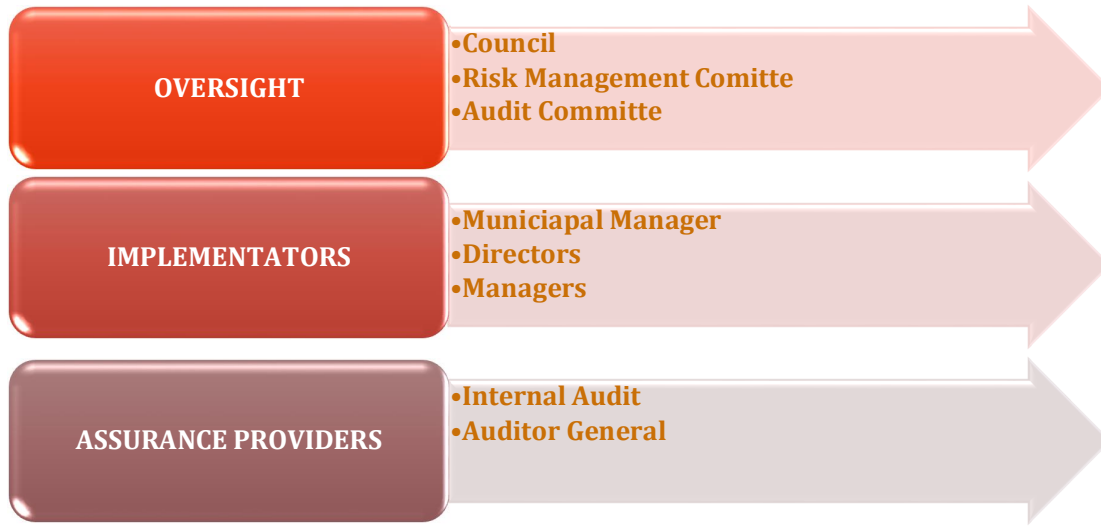 OVERSIGHT
•Council
•Risk Management Comitte
•Audit Committe
IMPLEMENTATORS
•Municiapal Manager
•Directors
•Managers
ASSURANCE PROVIDERS
•Internal Audit
•Auditor General